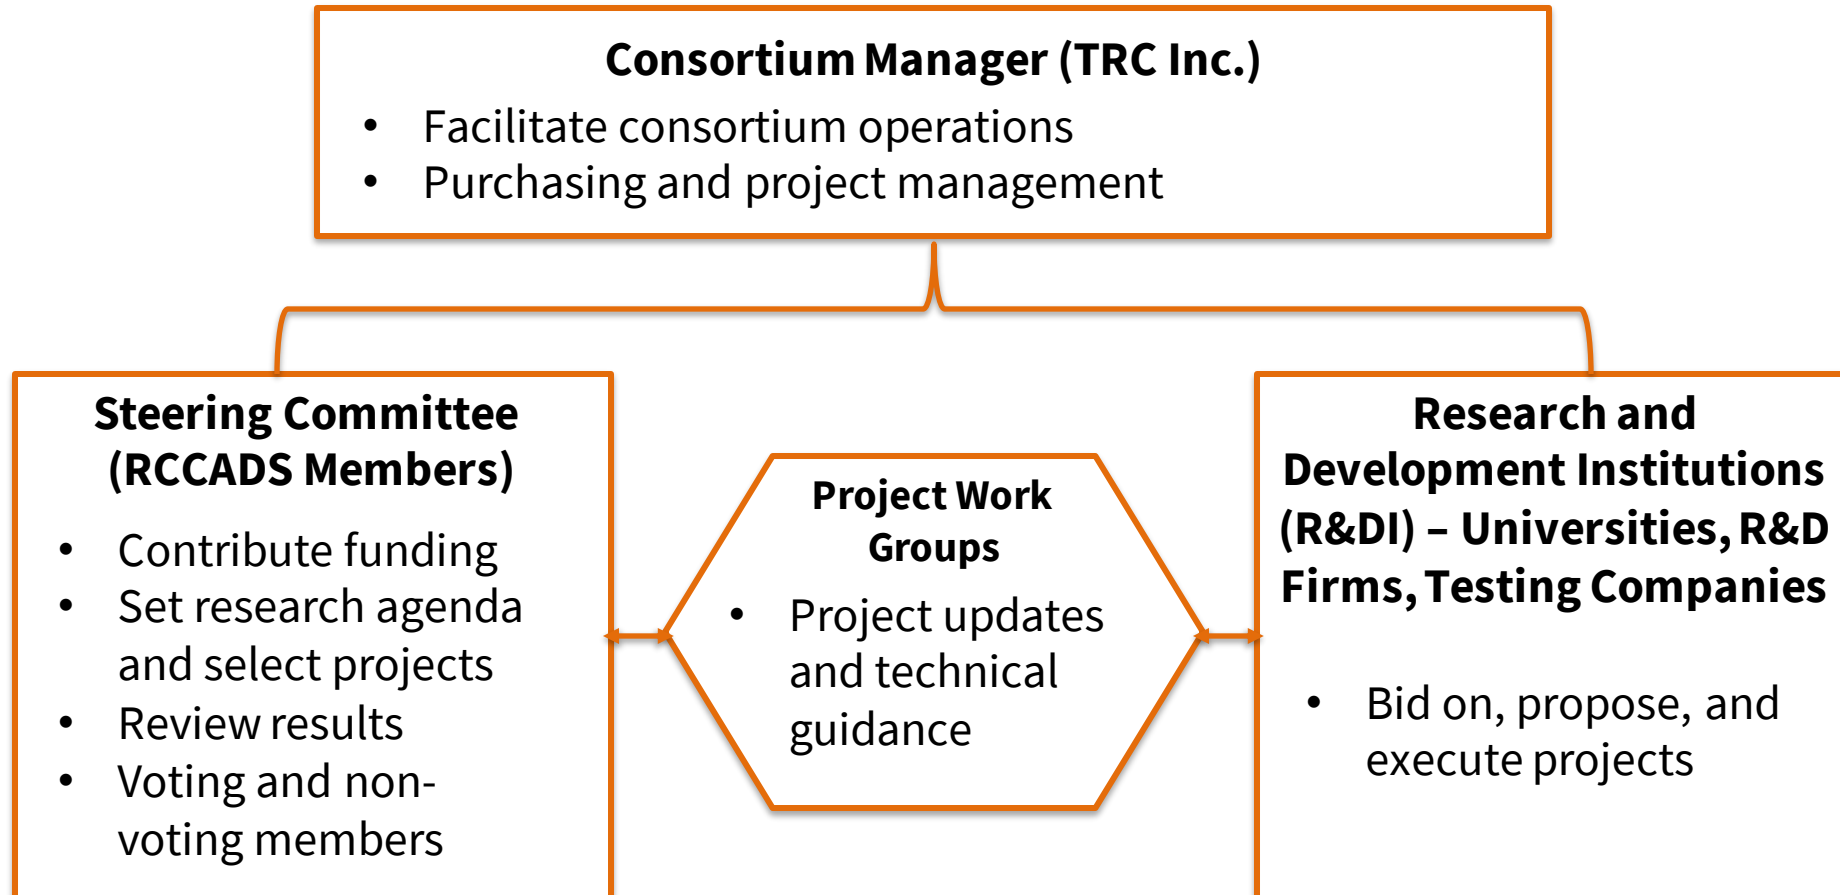 Consortium Manager (TRC Inc.)
• Facilitate consortium operations
• Purchasing and project management
Steering Committee
(RCCADS Members)
• Contribute funding
• Set research agenda
and select projects
• Review results
• Voting and non-
voting members
Project Work
Groups
• Project updates
and technical
guidance
Research and
Development Institutions
(R&DI) – Universities, R&D
Firms, Testing Companies
• Bid on, propose, and
execute projects